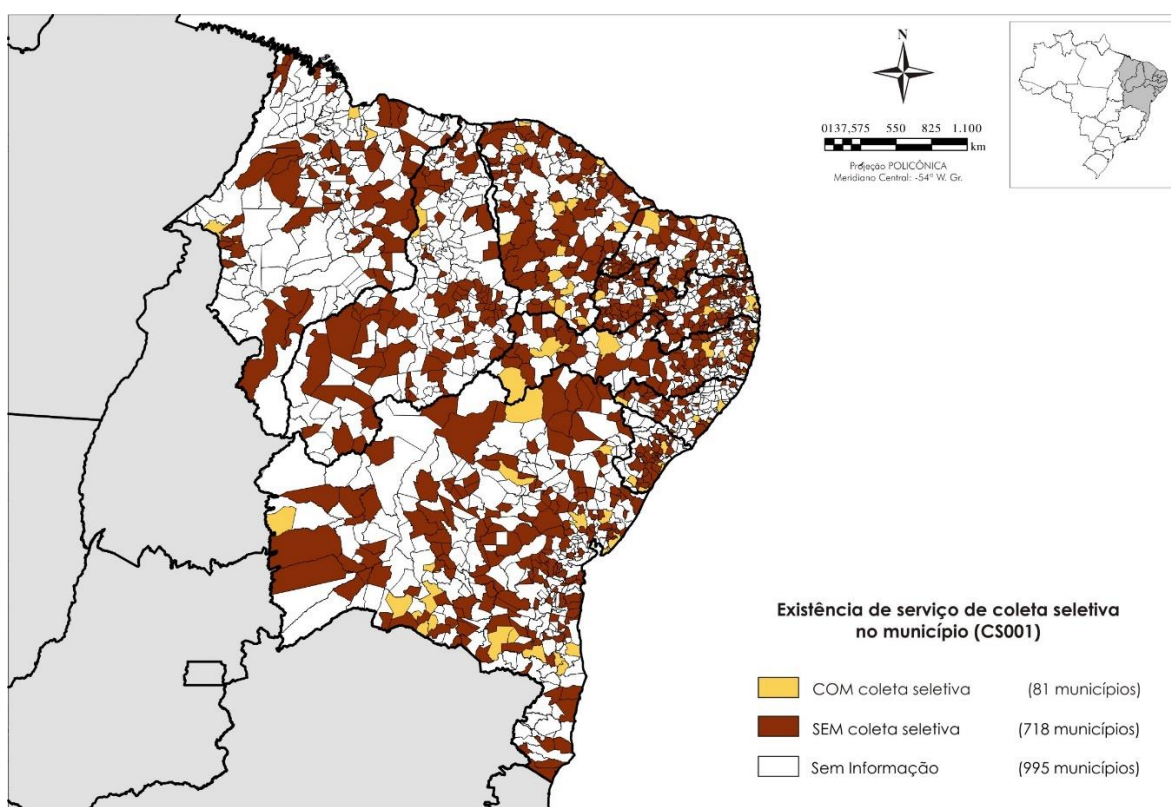 N
0137,575 550 825 1.100
km
Projeção POLICÔNICA
Meridiano Central: -54º W. Gr.
Existência de serviço de coleta seletiva
no município (CS001)
COM coleta seletiva (81 municípios)
SEM coleta seletiva (718 municípios)
Sem Informação (995 municípios)